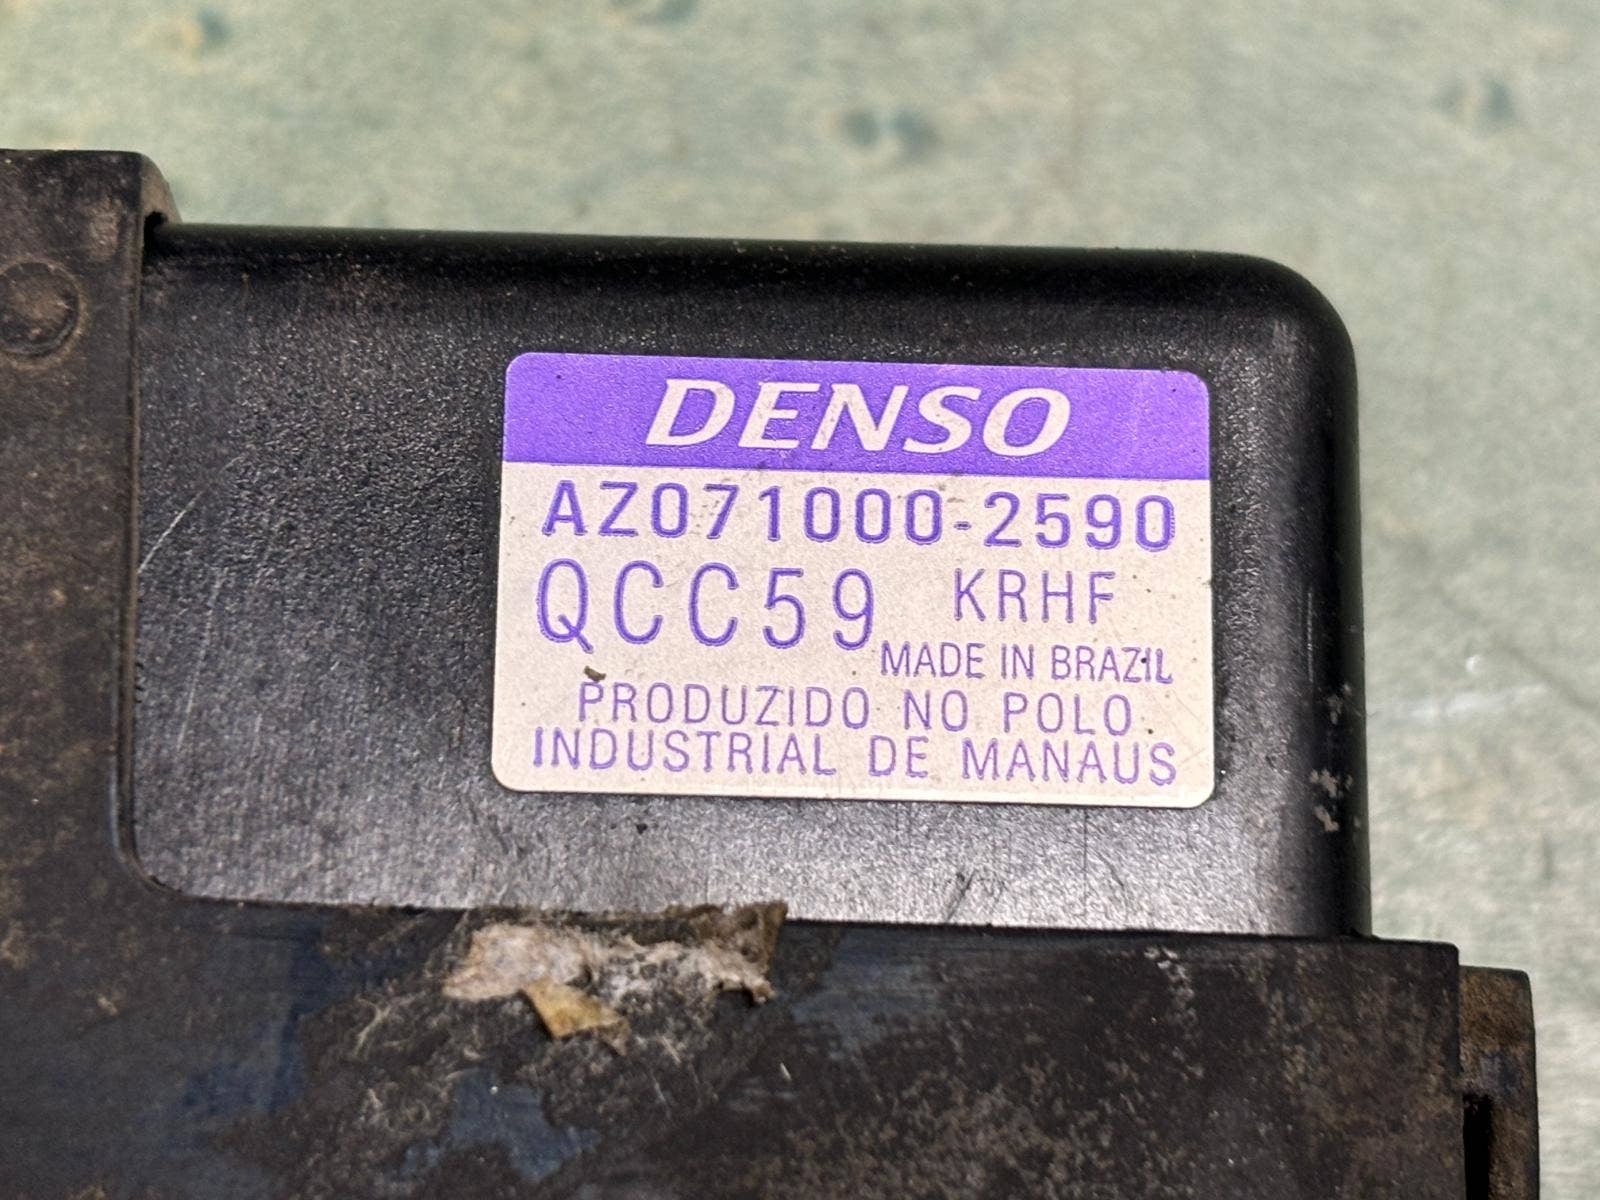 DENSO
AZ071000-2590
QCC59 KRHF
MADE IN BRAZIL
PRODUZIDO NO POLO
INDUSTRIAL DE MANAUS